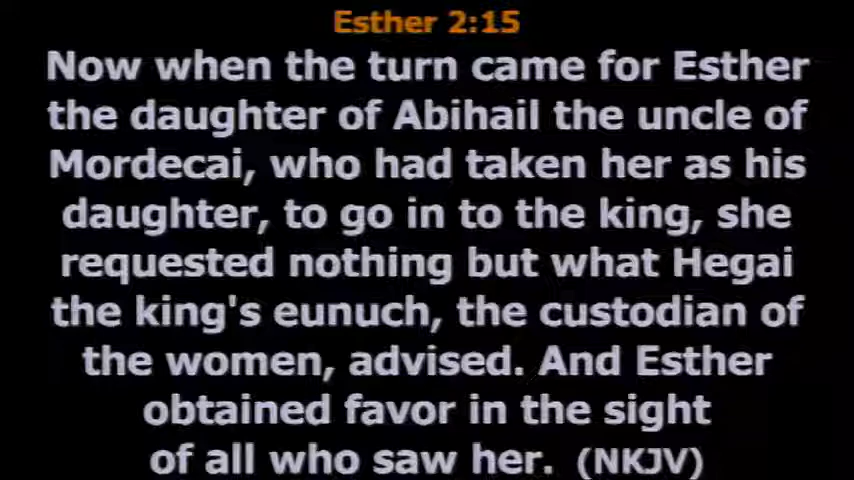 Esther 2:15
Now when the turn came for Esther
the daughter of Abihail the uncle of
Mordecai, who had taken her as his
daughter, to go in to the king, she
requested nothing but what Hegai
the king's eunuch, the custodian of
the women, advised. And Esther
obtained favor in the sight
of all who saw her. (NKJV)